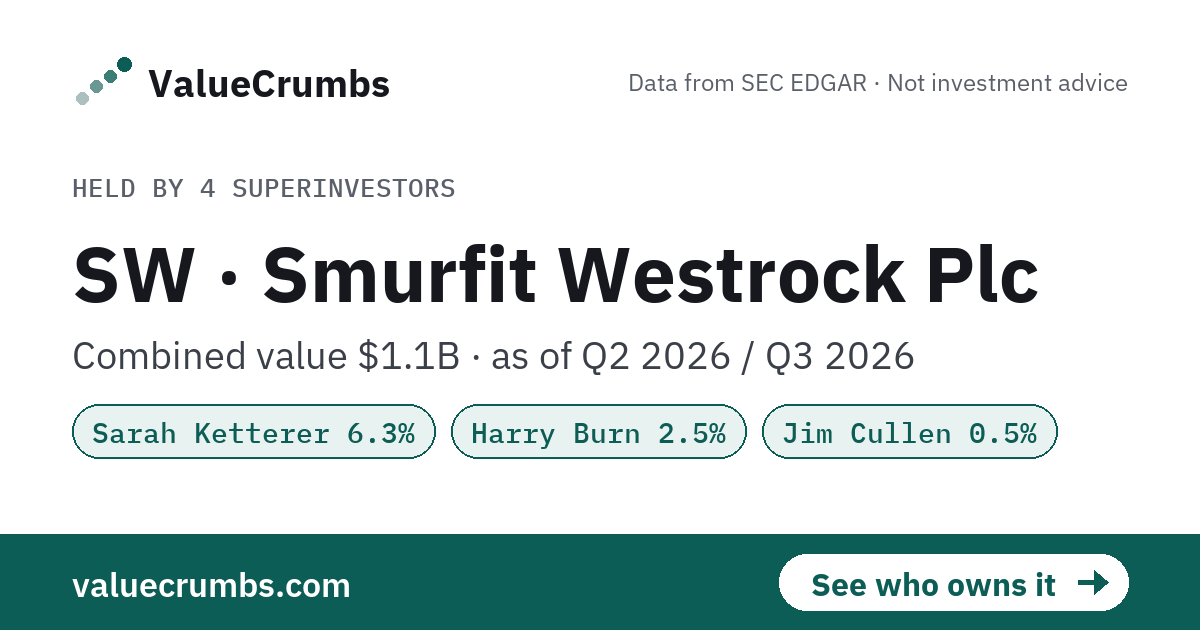 ValueCrumbs
Data from SEC EDGAR · Not investment advice
HELD BY 4 SUPERINVESTORS
SW · Smurfit Westrock Plc
Combined value $1.1B · as of Q2 2026 / Q3 2026
Sarah Ketterer 6.3% Harry Burn 2.5% Jim Cullen 0.5%
valuecrumbs.com
See who owns it →